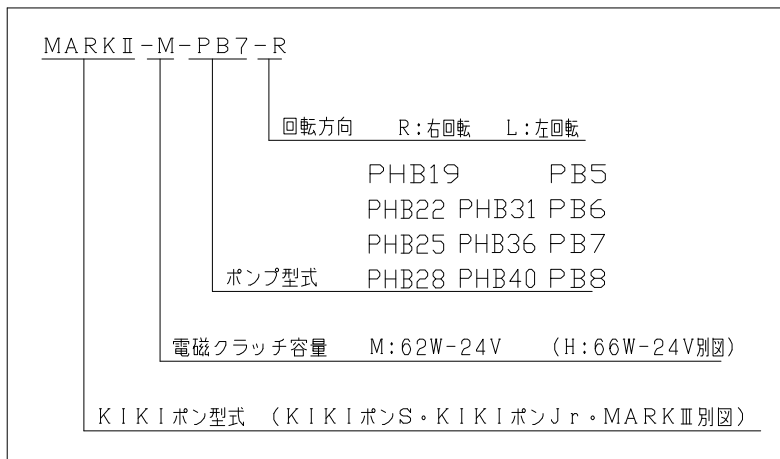 MARKⅡ-M-PB7-R
回転方向 R:右回転 L:左回転
PHB19 PB5
PHB22 PHB31 PB6
PHB25 PHB36 PB7
ポンプ型式 PHB28 PHB40 PB8
電磁クラッチ容量 M:62W-24V (H:66W-24V別図)
KIKIポン型式 (KIKIポンS・KIKIポンJr・MARKⅢ別図)